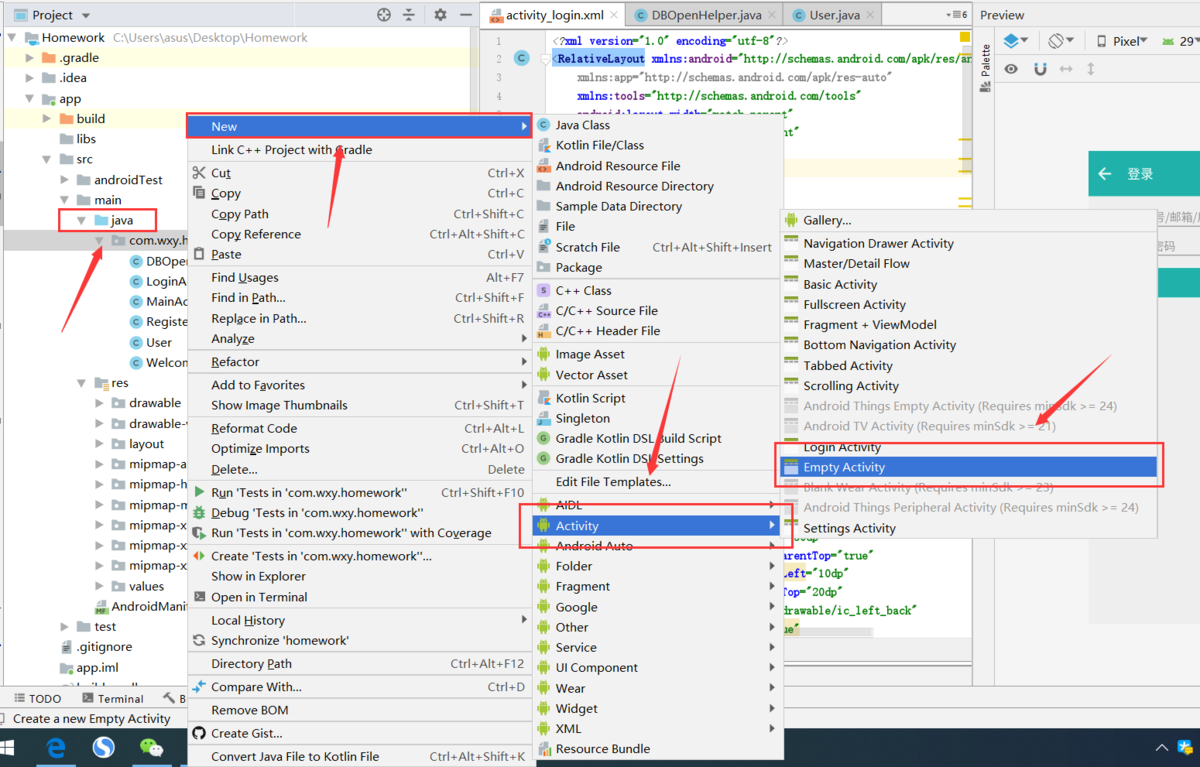 Project
activity_login.xml
DBOpenHelper.java
User.java
6
Preview
Homework C:\Users\asus\Desktop\Homework
.gradle
.idea
app
build
libs
src
androidTest
main
java
com.wxy.h
DBOpe
LoginA
MainAc
Registe
User
Welcon
res
drawable
drawable-v
layout
mipmap-a
mipmap-h
mipmap-m
mipmap-x
mipmap-x
mipmap-x
values
AndroidMani
test
.gitignore
app.iml
TODO
Terminal
B
Create a new Empty Activity
1
2
3
4
<?xml version="1.0" encoding="utf-8"?>
<RelativeLayout xmlns:android="http://schemas.android.com/apk/res/an
xmlns:app="http://schemas.android.com/apk/res-auto"
xmlns:tools="http://schemas.android.com/tools"
android:layout_width="match_parent"
nt"
Palette
Pixel
29
登录
号/邮箱/
密码
New
Link C++ Project with Gradle
Cut Ctrl+X
Copy Ctrl+C
Copy Path Ctrl+Shift+C
Copy Reference Ctrl+Alt+Shift+C
Paste Ctrl+V
Find Usages Alt+F7
Find in Path... Ctrl+Shift+F
Replace in Path... Ctrl+Shift+R
Analyze
Refactor
Add to Favorites
Show Image Thumbnails Ctrl+Shift+T
Reformat Code Ctrl+Alt+L
Optimize Imports Ctrl+Alt+O
Delete... Delete
Run 'Tests in 'com.wxy.homework'' Ctrl+Shift+F10
Debug 'Tests in 'com.wxy.homework''
Run 'Tests in 'com.wxy.homework'' with Coverage
Create 'Tests in 'com.wxy.homework''...
Show in Explorer
Open in Terminal
Local History
Synchronize 'homework'
Directory Path Ctrl+Alt+F12
Compare With... Ctrl+D
Remove BOM
Create Gist...
Convert Java File to Kotlin File Ctrl+Alt+Shift+K
Java Class
Kotlin File/Class
Android Resource File
Android Resource Directory
Sample Data Directory
File
Scratch File Ctrl+Alt+Shift+Insert
Package
C++ Class
C/C++ Source File
C/C++ Header File
Image Asset
Vector Asset
Kotlin Script
Singleton
Gradle Kotlin DSL Build Script
Gradle Kotlin DSL Settings
Edit File Templates...
AIDL
Activity
Android Auto
Folder
Fragment
Google
Other
Service
UI Component
Wear
Widget
XML
Resource Bundle
Gallery...
Navigation Drawer Activity
Master/Detail Flow
Basic Activity
Fullscreen Activity
Fragment + ViewModel
Bottom Navigation Activity
Tabbed Activity
Scrolling Activity
Android Things Empty Activity (Requires minSdk >= 24)
Android TV Activity (Requires minSdk >= 21)
Login Activity
Empty Activity
Blank Wear Activity (Requires minSdk >= 23)
Android Things Peripheral Activity (Requires minSdk >= 24)
Settings Activity
arentTop="true"
Left="10dp"
Top="20dp"
drawable/ic_left_back"
ue"